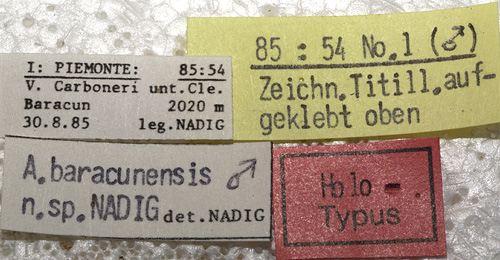 I: PIEMONTE: 85:54
V. Carboneri unt.Cle.
Baracun 2020 m
30.8.85 leg.NADIG
85 : 54 No.1 (♂)
Zeichn.Titill.auf-
geklebt oben
A.baracunensis ♂
n.sp.NADIG det.NADIG
Holo-
Typus